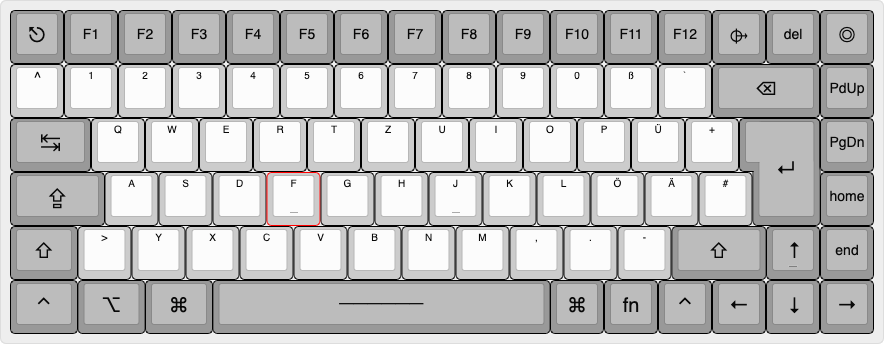 ⎋ F1 F2 F3 F4 F5 F6 F7 F8 F9 F10 F11 F12 ⌱ del ◎
^ 1 2 3 4 5 6 7 8 9 0 ß ` ⌫ PdUp
↹ Q W E R T Z U I O P Ü + PgDn
⇪ A S D F _ G H J _ K L Ö Ä # ↵ home
⇧ > Y X C V B N M , . - ⇧ ↑ _ end
^ ⌥ ⌘ ⌘ fn ^ ← ↓ →